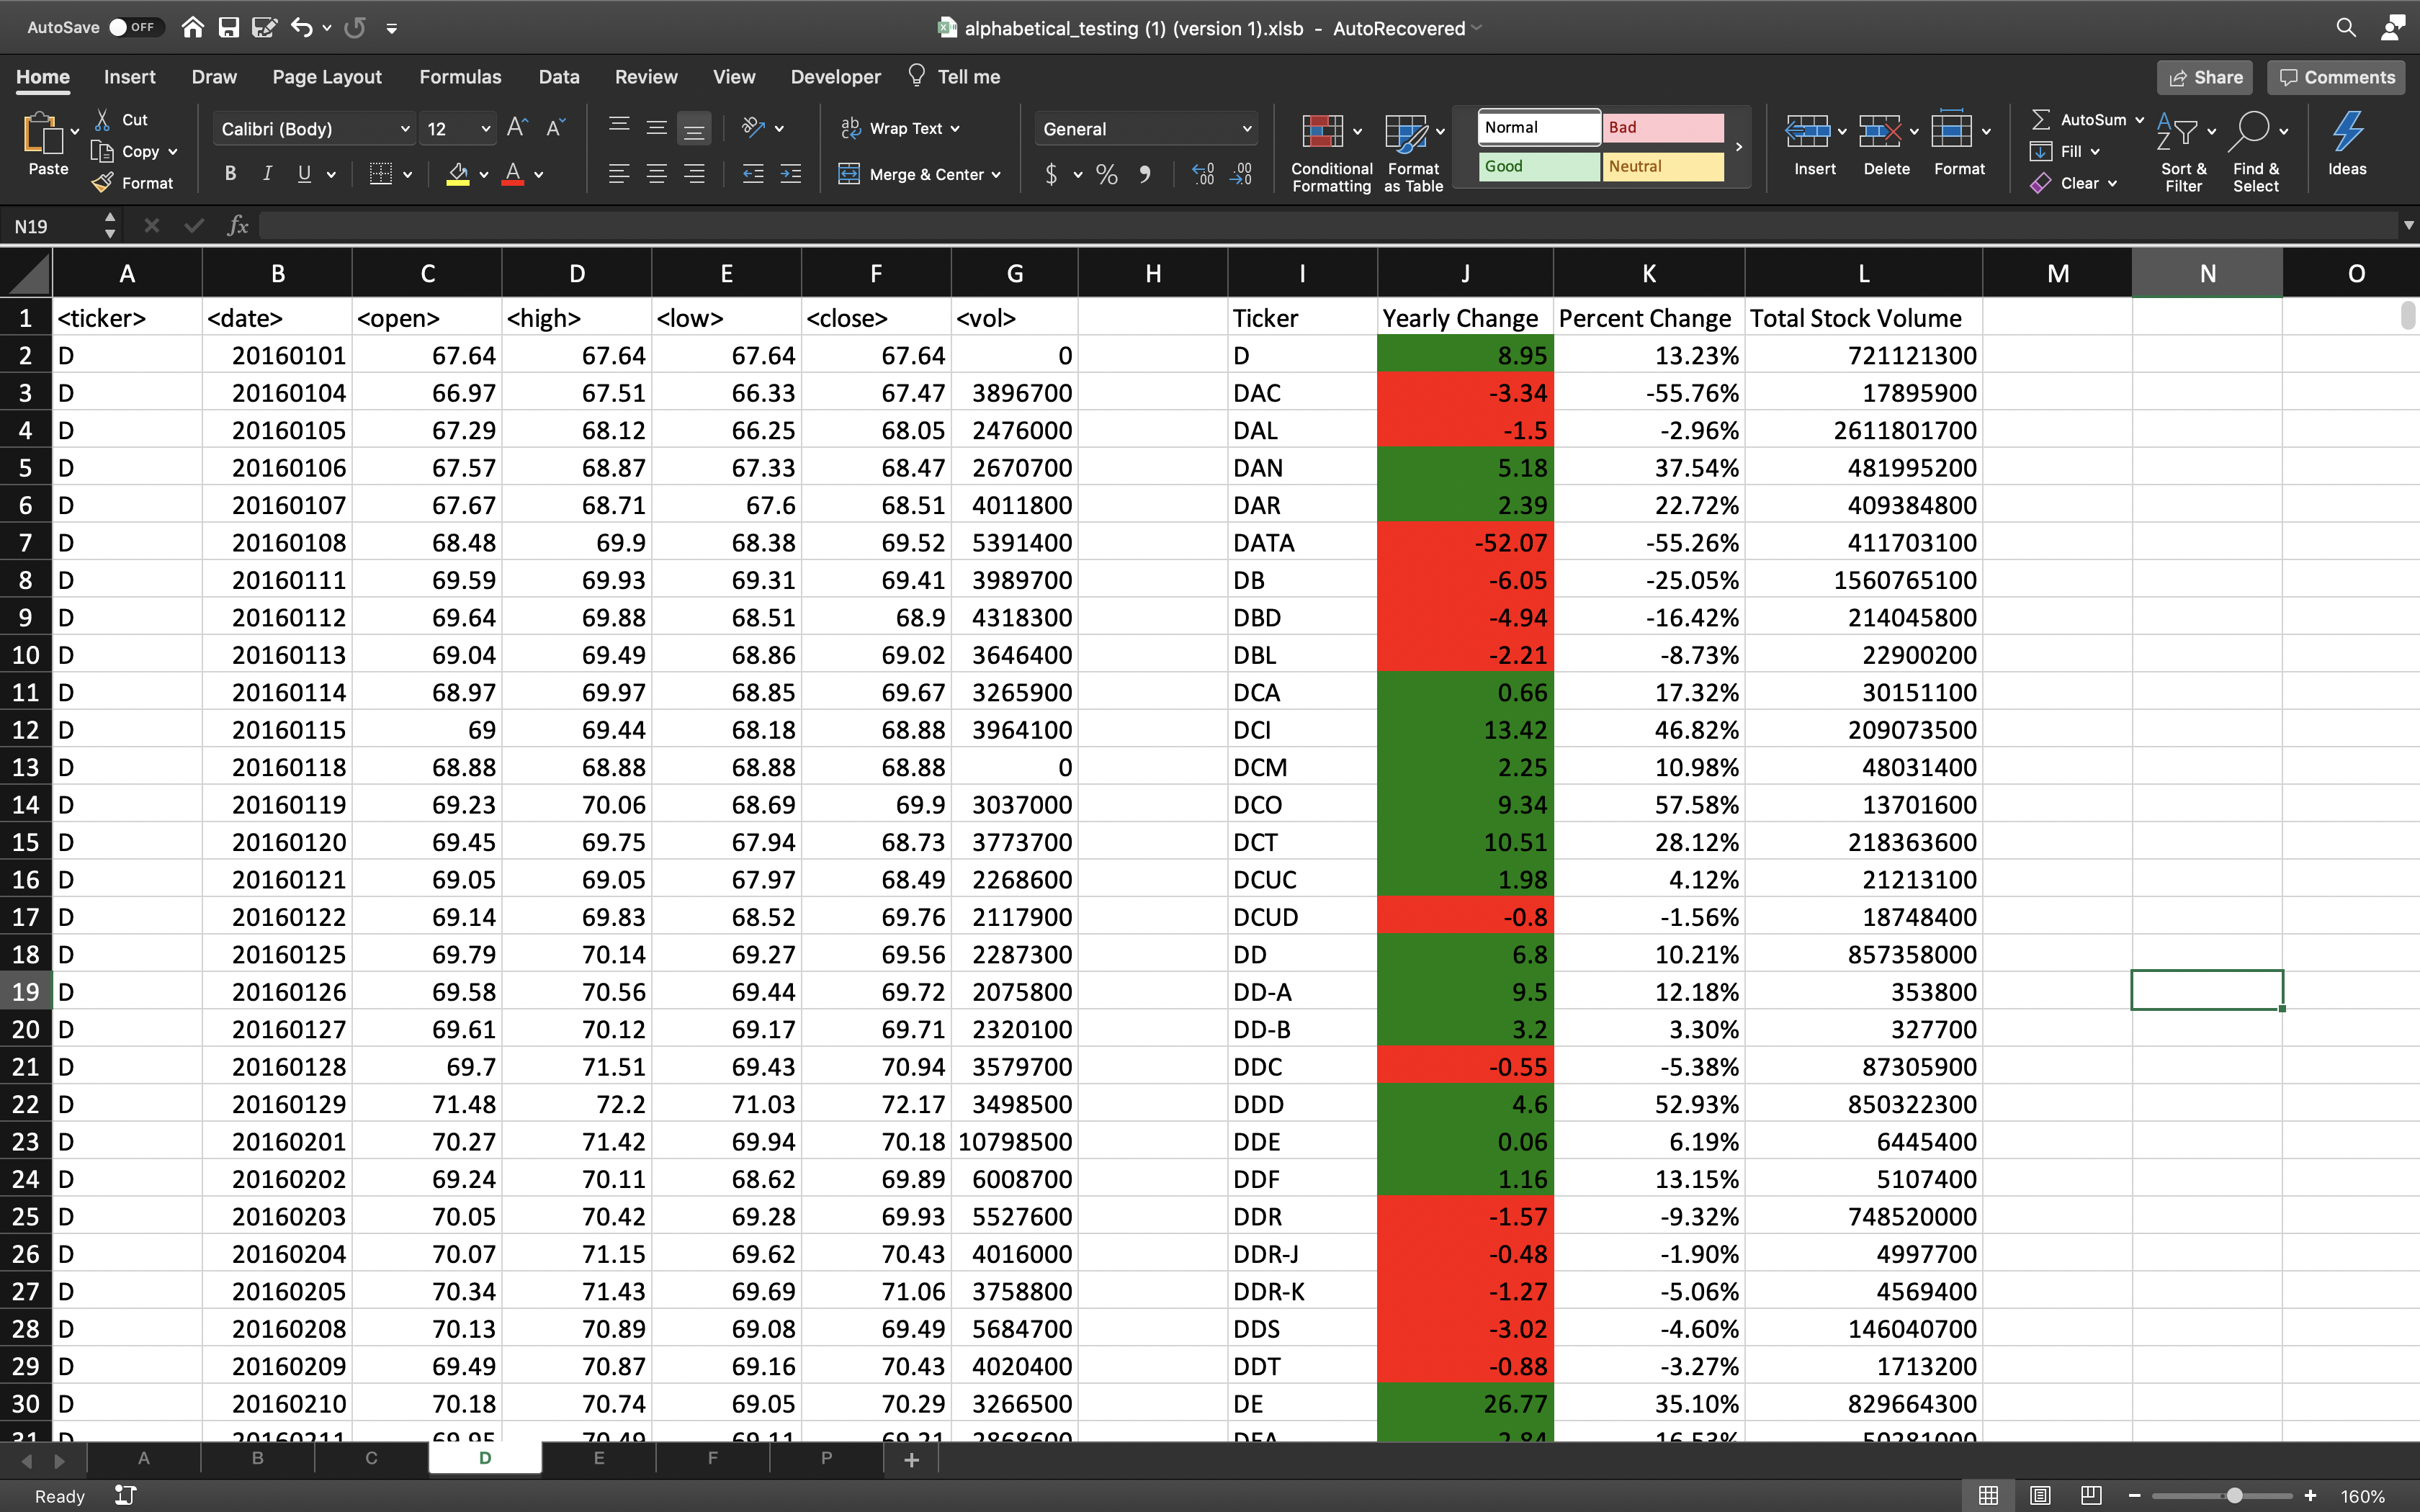 AutoSave OFF alphabetical_testing (1) (version 1).xlsb - AutoRecovered
Home Insert Draw Page Layout Formulas Data Review View Developer Tell me Share Comments
Paste Cut Copy Format Calibri (Body) 12 Wrap Text Merge & Center General Conditional Formatting Format as Table Normal Bad Good Neutral Insert Delete Format AutoSum Fill Clear Sort & Filter Find & Select Ideas
N19 fx
A B C D E F G H I J K L M N O
1 <ticker> <date> <open> <high> <low> <close> <vol> Ticker Yearly Change Percent Change Total Stock Volume
2 D 20160101 67.64 67.64 67.64 67.64 0 D 8.95 13.23% 721121300
3 D 20160104 66.97 67.51 66.33 67.47 3896700 DAC -3.34 -55.76% 17895900
4 D 20160105 67.29 68.12 66.25 68.05 2476000 DAL -1.5 -2.96% 2611801700
5 D 20160106 67.57 68.87 67.33 68.47 2670700 DAN 5.18 37.54% 481995200
6 D 20160107 67.67 68.71 67.6 68.51 4011800 DAR 2.39 22.72% 409384800
7 D 20160108 68.48 69.9 68.38 69.52 5391400 DATA -52.07 -55.26% 411703100
8 D 20160111 69.59 69.93 69.31 69.41 3989700 DB -6.05 -25.05% 1560765100
9 D 20160112 69.64 69.88 68.51 68.9 4318300 DBD -4.94 -16.42% 214045800
10 D 20160113 69.04 69.49 68.86 69.02 3646400 DBL -2.21 -8.73% 22900200
11 D 20160114 68.97 69.97 68.85 69.67 3265900 DCA 0.66 17.32% 30151100
12 D 20160115 69 69.44 68.18 68.88 3964100 DCI 13.42 46.82% 209073500
13 D 20160118 68.88 68.88 68.88 68.88 0 DCM 2.25 10.98% 48031400
14 D 20160119 69.23 70.06 68.69 69.9 3037000 DCO 9.34 57.58% 13701600
15 D 20160120 69.45 69.75 67.94 68.73 3773700 DCT 10.51 28.12% 218363600
16 D 20160121 69.05 69.05 67.97 68.49 2268600 DCUC 1.98 4.12% 21213100
17 D 20160122 69.14 69.83 68.52 69.76 2117900 DCUD -0.8 -1.56% 18748400
18 D 20160125 69.79 70.14 69.27 69.56 2287300 DD 6.8 10.21% 857358000
19 D 20160126 69.58 70.56 69.44 69.72 2075800 DD-A 9.5 12.18% 353800
20 D 20160127 69.61 70.12 69.17 69.71 2320100 DD-B 3.2 3.30% 327700
21 D 20160128 69.7 71.51 69.43 70.94 3579700 DDC -0.55 -5.38% 87305900
22 D 20160129 71.48 72.2 71.03 72.17 3498500 DDD 4.6 52.93% 850322300
23 D 20160201 70.27 71.42 69.94 70.18 10798500 DDE 0.06 6.19% 6445400
24 D 20160202 69.24 70.11 68.62 69.89 6008700 DDF 1.16 13.15% 5107400
25 D 20160203 70.05 70.42 69.28 69.93 5527600 DDR -1.57 -9.32% 748520000
26 D 20160204 70.07 71.15 69.62 70.43 4016000 DDR-J -0.48 -1.90% 4997700
27 D 20160205 70.34 71.43 69.69 71.06 3758800 DDR-K -1.27 -5.06% 4569400
28 D 20160208 70.13 70.89 69.08 69.49 5684700 DDS -3.02 -4.60% 146040700
29 D 20160209 69.49 70.87 69.16 70.43 4020400 DDT -0.88 -3.27% 1713200
30 D 20160210 70.18 70.74 69.05 70.29 3266500 DE 26.77 35.10% 829664300
31 D 20160211
A B C D E F P +
Ready 160%